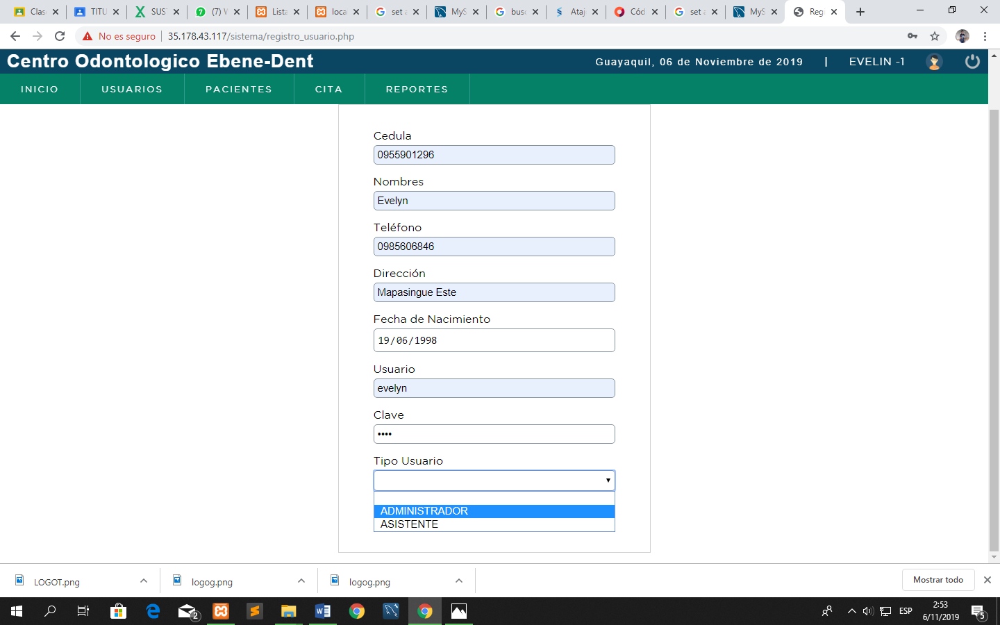 Clas
TITU
SUS
(7) W
Lista
loca
set a
MyS
busc
Ataj
Cód
set a
MyS
Reg
No es seguro
35.178.43.117/sistema/registro_usuario.php
Centro Odontologico Ebene-Dent
Guayaquil, 06 de Noviembre de 2019 | EVELIN -1
INICIO USUARIOS PACIENTES CITA REPORTES
Cedula
0955901296
Nombres
Evelyn
Teléfono
0985606846
Dirección
Mapasingue Este
Fecha de Nacimiento
19/06/1998
Usuario
evelyn
Clave
••••
Tipo Usuario
ADMINISTRADOR
ASISTENTE
LOGOT.png
logog.png
logog.png
Mostrar todo
2
ESP
2:53
6/11/2019
5